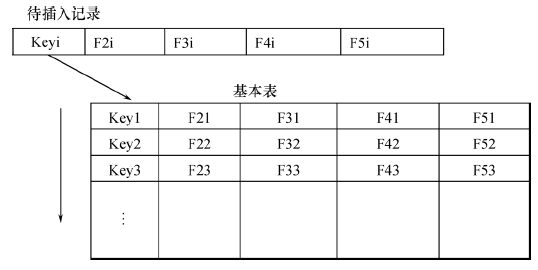 待插入记录
Keyi F2i F3i F4i F5i
基本表
Key1 F21 F31 F41 F51
Key2 F22 F32 F42 F52
Key3 F23 F33 F43 F53
⋮